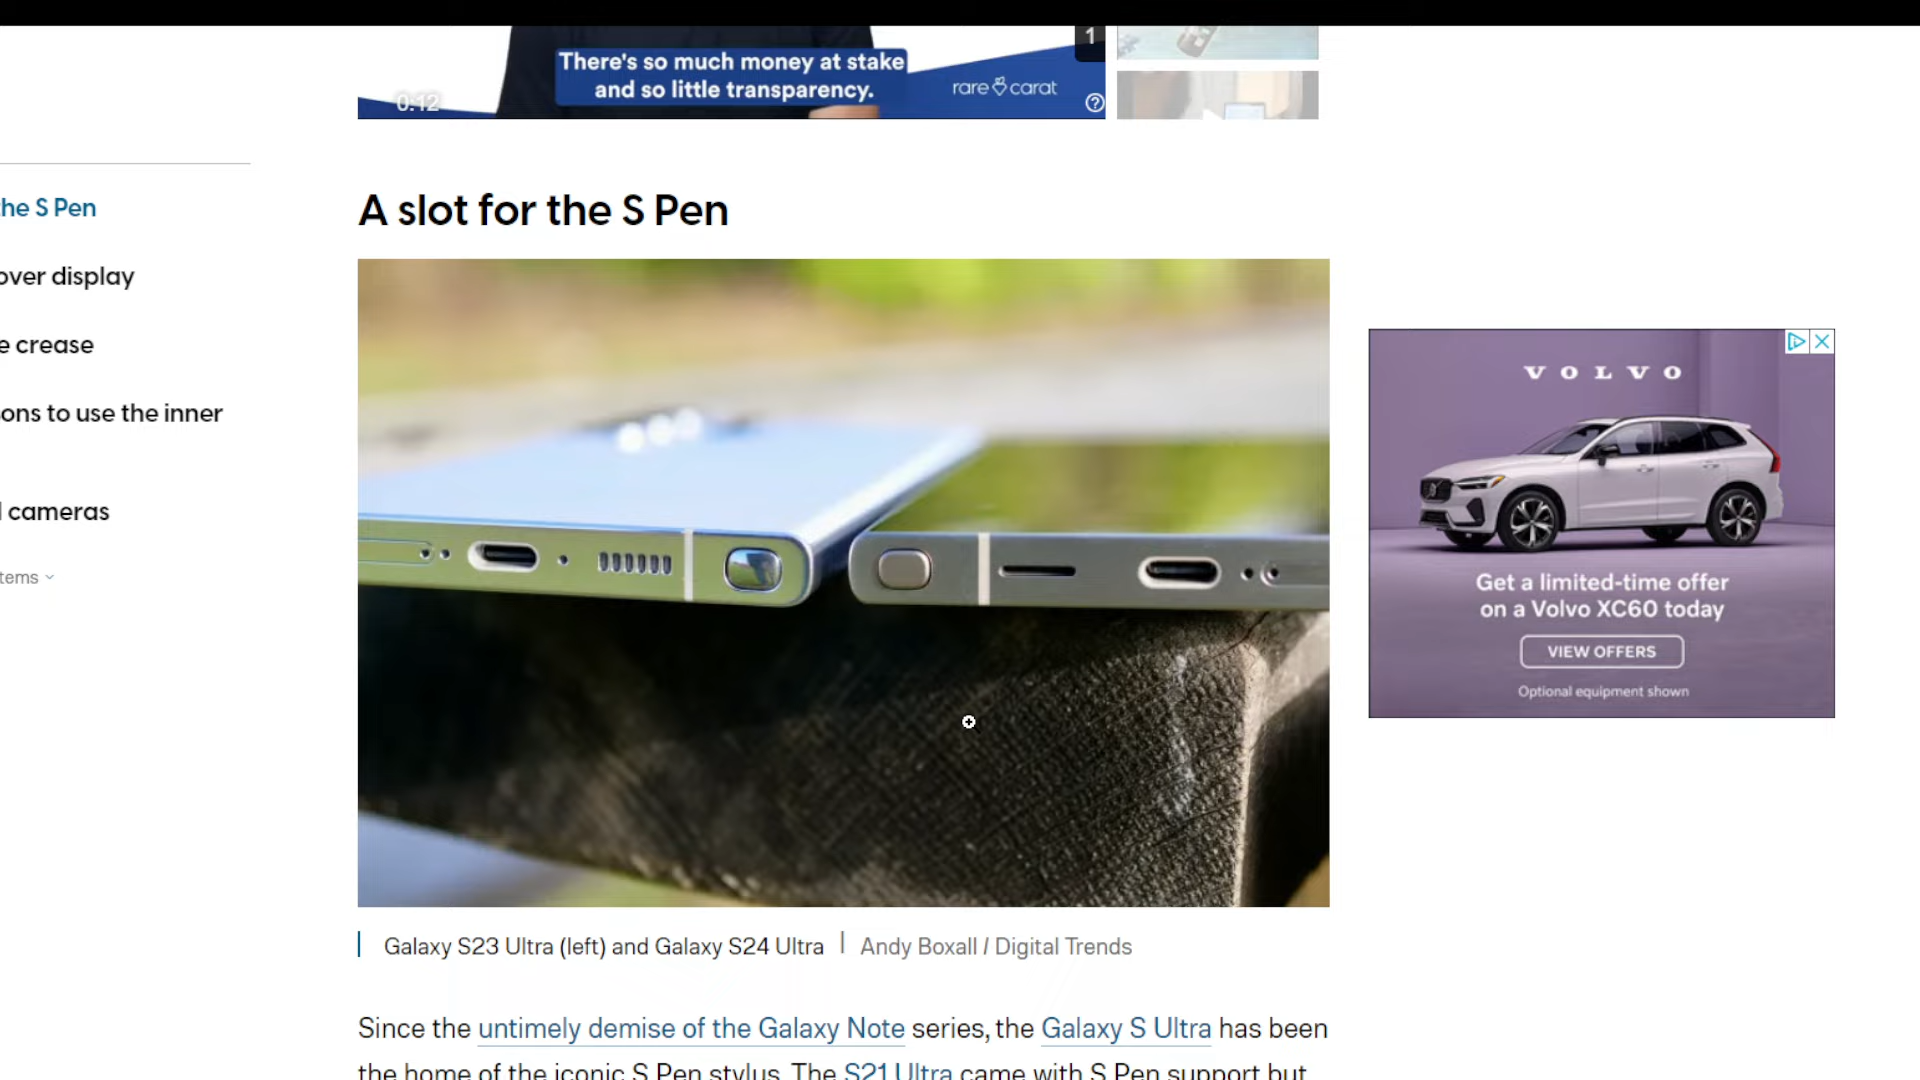 There's so much money at stake
and so little transparency.
0:12
rare carat
1
A slot for the S Pen
the S Pen
over display
e crease
ons to use the inner
cameras
tems
VOLVO
Get a limited-time offer
on a Volvo XC60 today
VIEW OFFERS
Optional equipment shown
Galaxy S23 Ultra (left) and Galaxy S24 Ultra | Andy Boxall / Digital Trends
Since the untimely demise of the Galaxy Note series, the Galaxy S Ultra has been
the home of the iconic S Pen stylus. The S21 Ultra came with S Pen support but